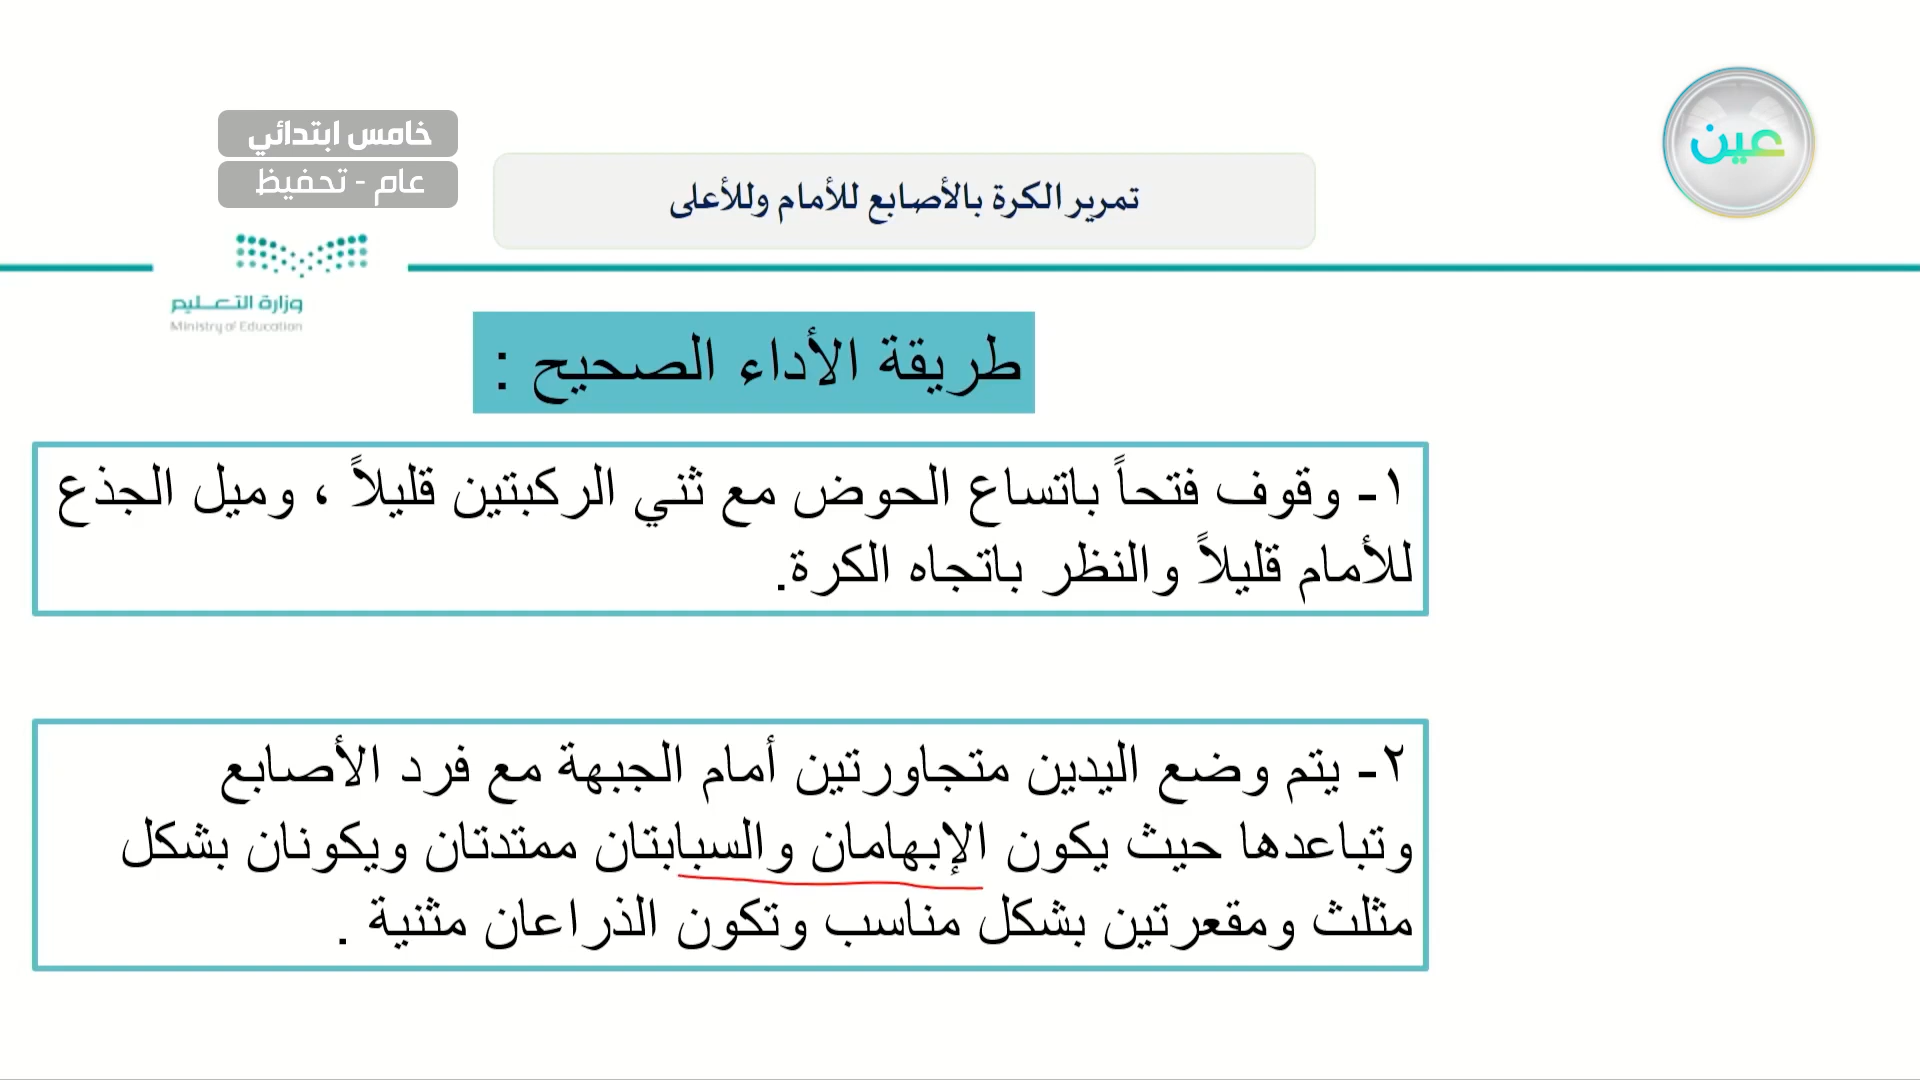 عين
خامس ابتدائي
عام - تحفيظ
تمرير الكرة بالأصابع للأمام وللأعلى
وزارة التعليم
Ministry of Education
طريقة الأداء الصحيح :
١- وقوف فتحاً باتساع الحوض مع ثني الركبتين قليلاً ، وميل الجذع
للأمام قليلاً والنظر باتجاه الكرة.
٢- يتم وضع اليدين متجاورتين أمام الجبهة مع فرد الأصابع
وتباعدها حيث يكون الإبهامان والسبابتان ممتدتان ويكونان بشكل
مثلث ومقعرتين بشكل مناسب وتكون الذراعان مثنية .